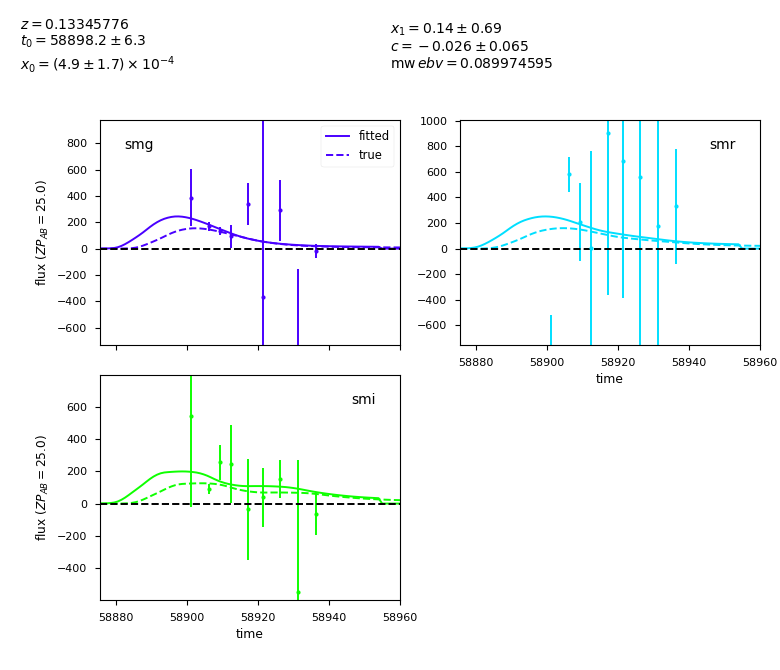 z = 0.13345776
t₀ = 58898.2 ± 6.3
x₀ = (4.9 ± 1.7) × 10⁻⁴
x₁ = 0.14 ± 0.69
c = −0.026 ± 0.065
mw ebv = 0.089974595
smg
fitted
true
flux (ZP_AB = 25.0)
800
600
400
200
0
−200
−400
−600
smr
1000
800
600
400
200
0
−200
−400
−600
58880 58900 58920 58940 58960
time
smi
flux (ZP_AB = 25.0)
600
400
200
0
−200
−400
58880 58900 58920 58940 58960
time